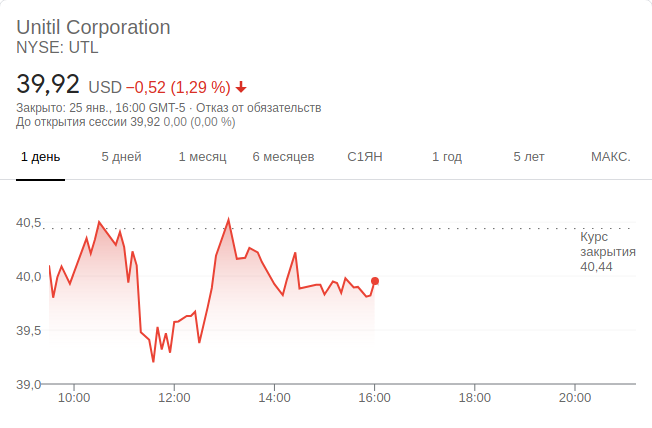 Unitil Corporation
NYSE: UTL
39,92 USD −0,52 (1,29 %)
Закрыто: 25 янв., 16:00 GMT-5 · Отказ от обязательств
До открытия сессии 39,92 0,00 (0,00 %)
1 день 5 дней 1 месяц 6 месяцев С1ЯН 1 год 5 лет МАКС.
40,5
Курс
закрытия
40,44
40,0
39,5
39,0
10:00 12:00 14:00 16:00 18:00 20:00